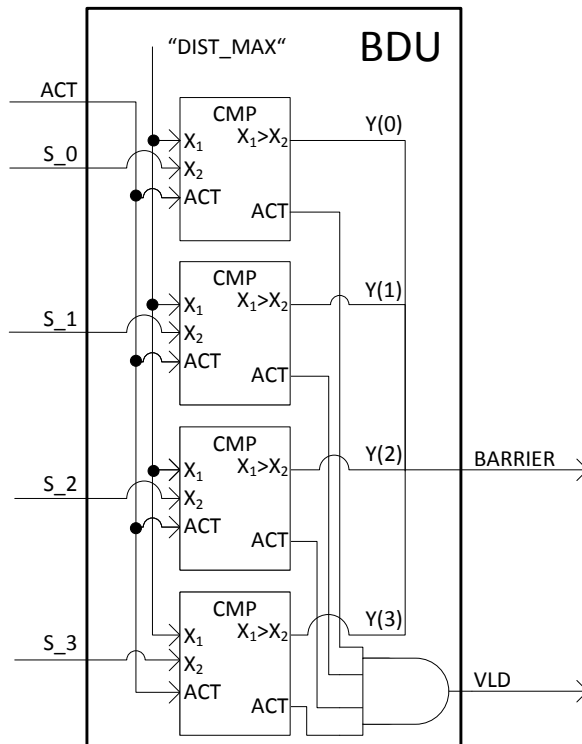 "DIST_MAX"
BDU
ACT
CMP
X₁ X₁>X₂ Y(0)
S_0
X₂
ACT
ACT
CMP
X₁ X₁>X₂ Y(1)
S_1
X₂
ACT
ACT
CMP
X₁ X₁>X₂ Y(2)
BARRIER
S_2
X₂
ACT
ACT
CMP
X₁ X₁>X₂ Y(3)
S_3
X₂
ACT
VLD
ACT